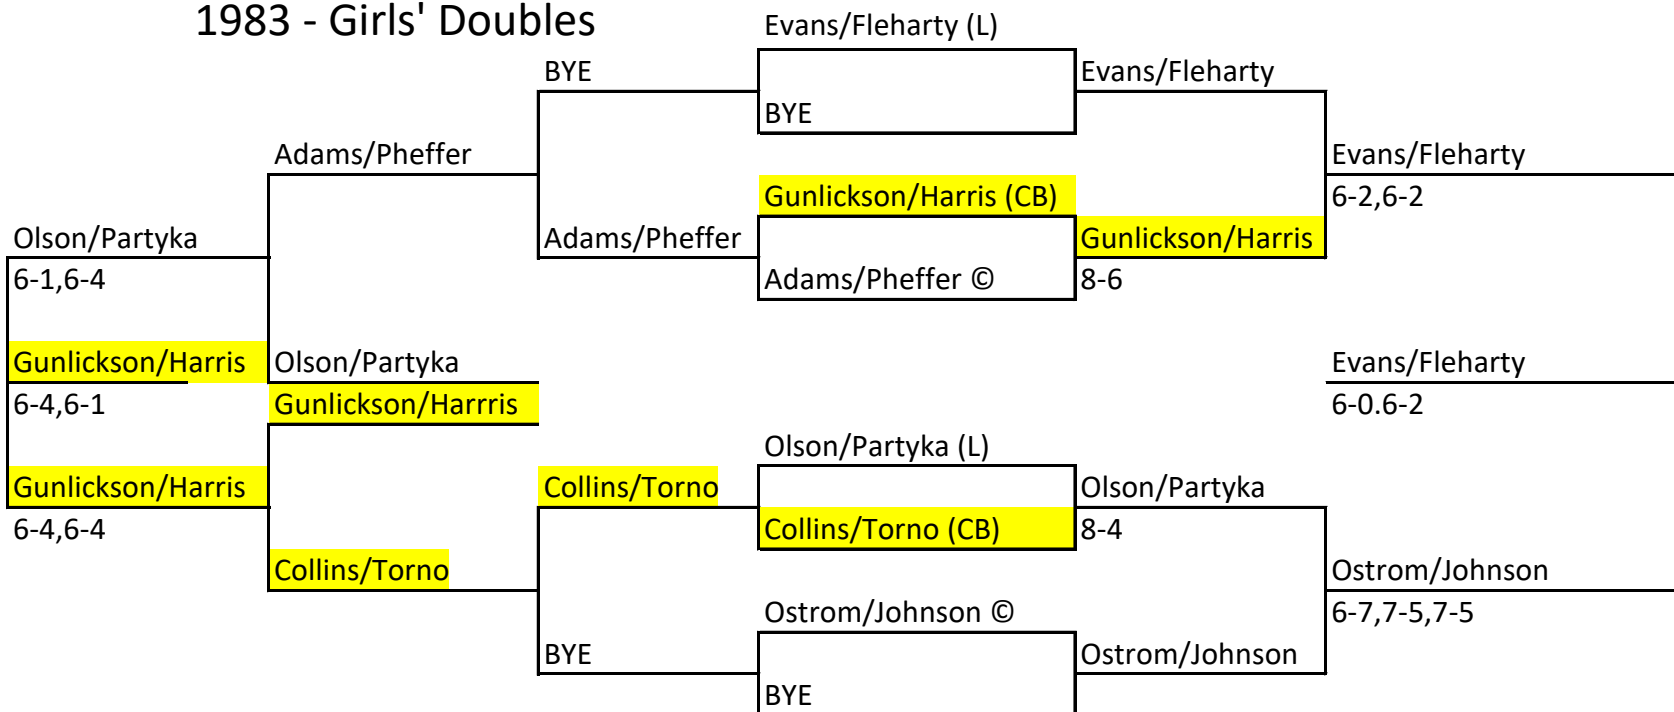 1983 - Girls' Doubles
Evans/Fleharty (L)
BYE
Evans/Fleharty
BYE
Adams/Pheffer
Evans/Fleharty
Gunlickson/Harris (CB)
6-2,6-2
Olson/Partyka
Adams/Pheffer
Gunlickson/Harris
6-1,6-4
Adams/Pheffer ©
8-6
Gunlickson/Harris
Olson/Partyka
Evans/Fleharty
6-4,6-1
Gunlickson/Harrris
6-0.6-2
Olson/Partyka (L)
Gunlickson/Harris
Collins/Torno
Olson/Partyka
6-4,6-4
Collins/Torno (CB)
8-4
Collins/Torno
Ostrom/Johnson
Ostrom/Johnson ©
6-7,7-5,7-5
BYE
Ostrom/Johnson
BYE